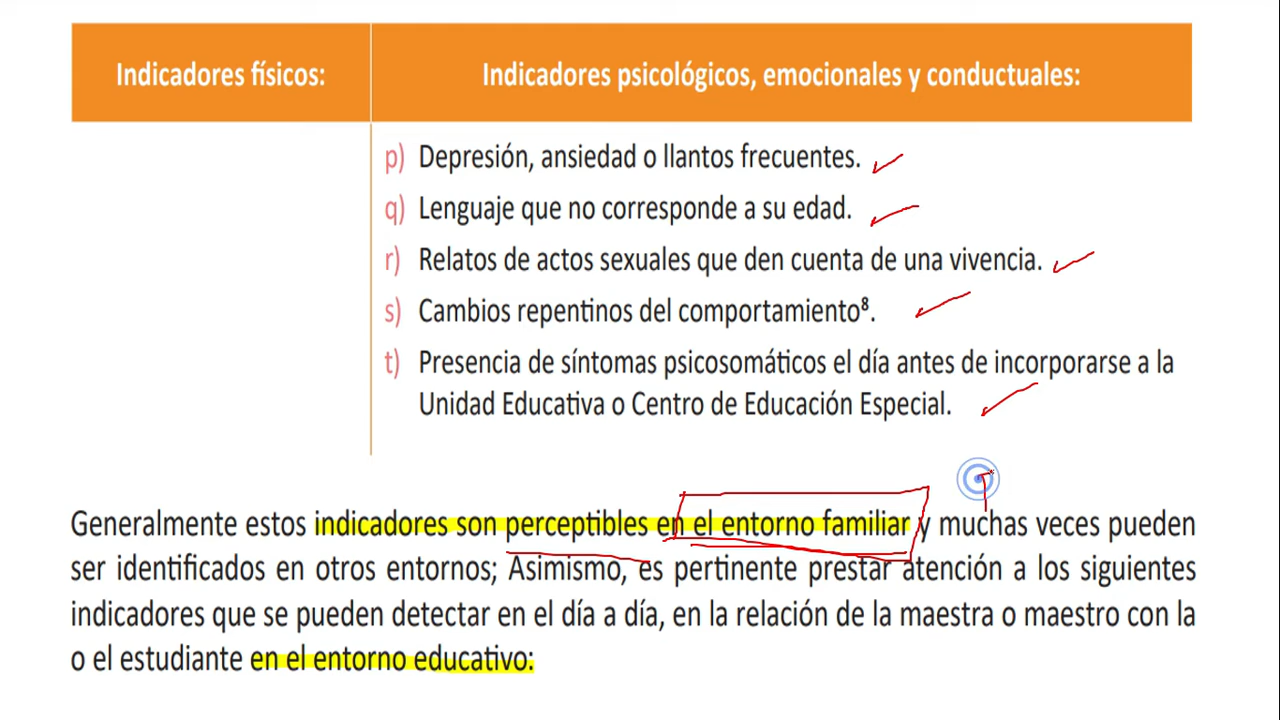 Indicadores físicos:
Indicadores psicológicos, emocionales y conductuales:
p) Depresión, ansiedad o llantos frecuentes.
q) Lenguaje que no corresponde a su edad.
r) Relatos de actos sexuales que den cuenta de una vivencia.
s) Cambios repentinos del comportamiento⁸.
t) Presencia de síntomas psicosomáticos el día antes de incorporarse a la
Unidad Educativa o Centro de Educación Especial.
Generalmente estos indicadores son perceptibles en el entorno familiar y muchas veces pueden
ser identificados en otros entornos; Asimismo, es pertinente prestar atención a los siguientes
indicadores que se pueden detectar en el día a día, en la relación de la maestra o maestro con la
o el estudiante en el entorno educativo: